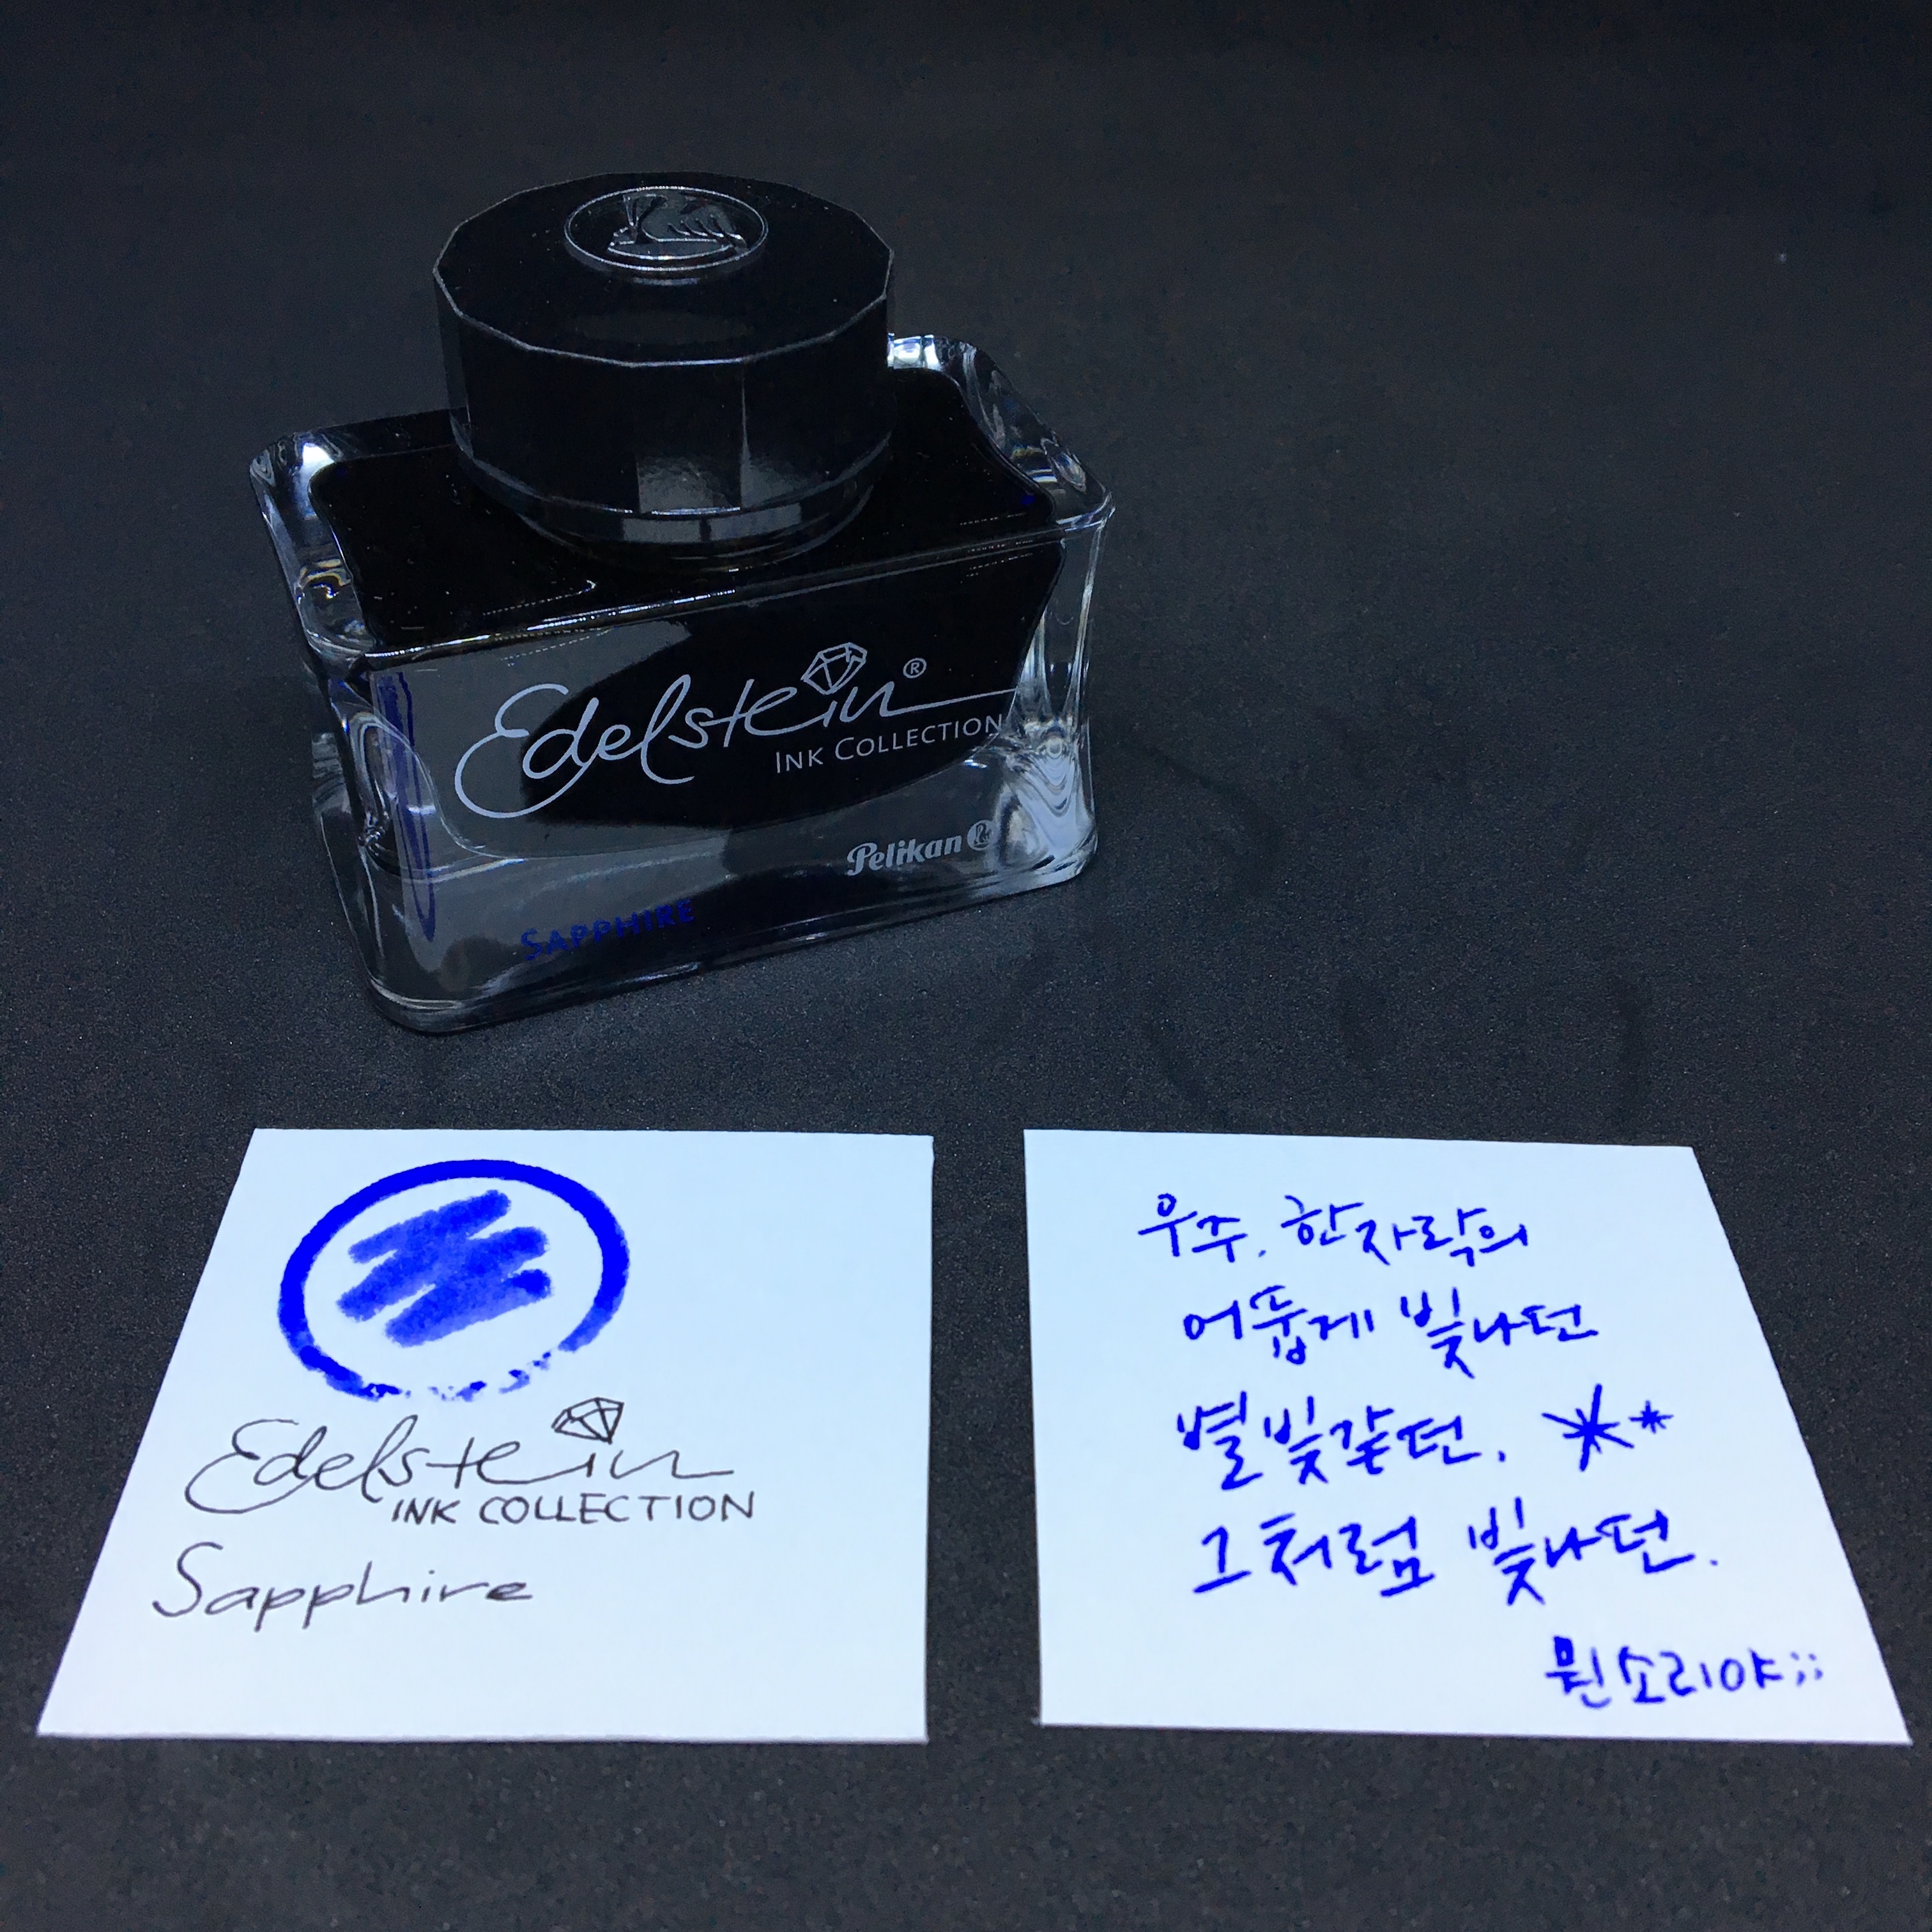 Edelstein®
INK COLLECTION
Pelikan
SAPPHIRE
Edelstein
INK COLLECTION
Sapphire
우주. 한자락의
어둡게 빛나던
별빛같던.
그처럼 빛나던.
뭔소리야;;